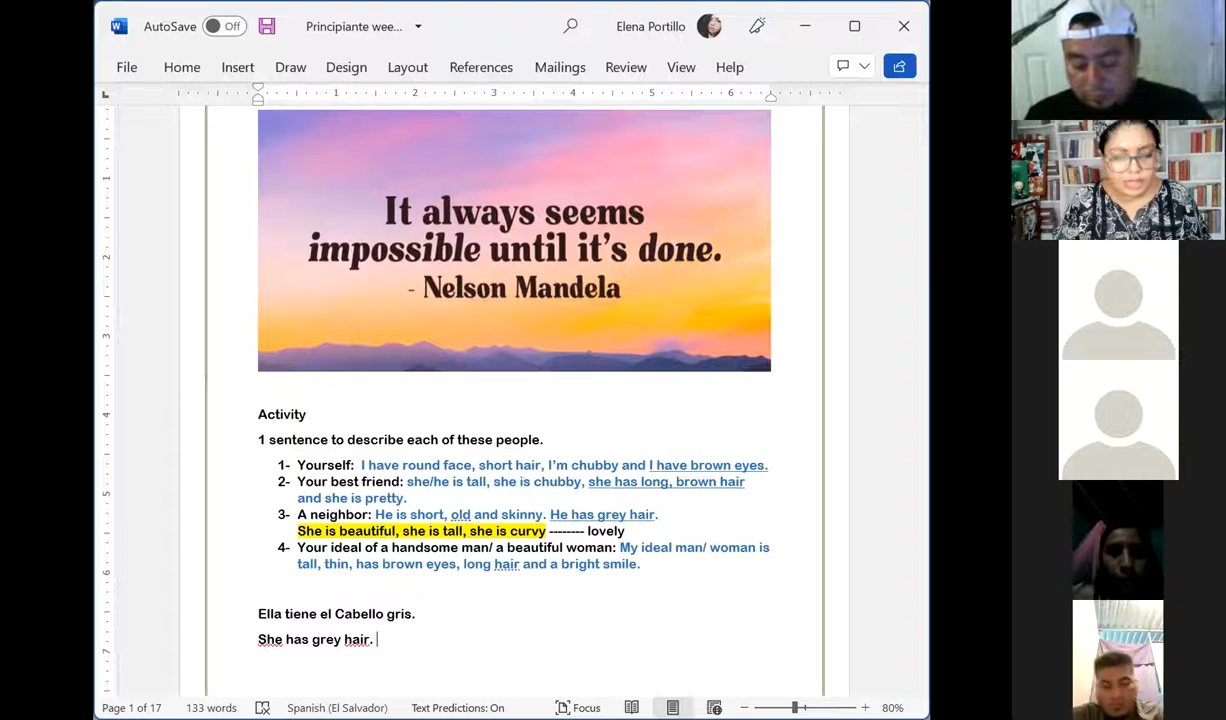 AutoSave Off Principiante wee... Elena Portillo
File Home Insert Draw Design Layout References Mailings Review View Help
1 2 3 4 5 6
It always seems
impossible until it's done.
- Nelson Mandela
Activity
1 sentence to describe each of these people.
1- Yourself: I have round face, short hair, I'm chubby and I have brown eyes.
2- Your best friend: she/he is tall, she is chubby, she has long, brown hair
and she is pretty.
3- A neighbor: He is short, old and skinny. He has grey hair.
She is beautiful, she is tall, she is curvy -------- lovely
4- Your ideal of a handsome man/ a beautiful woman: My ideal man/ woman is
tall, thin, has brown eyes, long hair and a bright smile.
Ella tiene el Cabello gris.
She has grey hair.
Page 1 of 17 133 words Spanish (El Salvador) Text Predictions: On Focus 80%